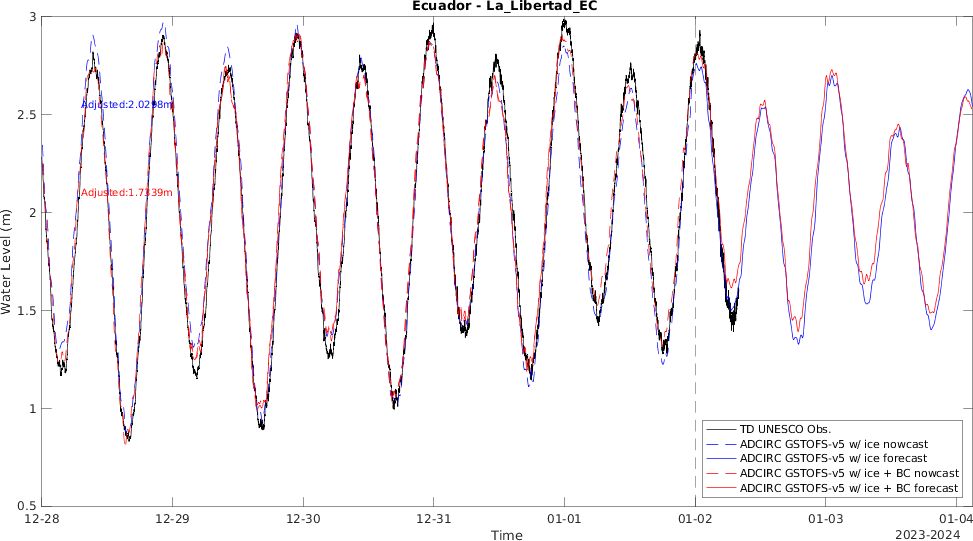 Ecuador - La_Libertad_EC
3
2.5
2
1.5
1
0.5
Water Level (m)
Adjusted:2.0298m
Adjusted:1.7339m
TD UNESCO Obs.
ADCIRC GSTOFS-v5 w/ ice nowcast
ADCIRC GSTOFS-v5 w/ ice forecast
ADCIRC GSTOFS-v5 w/ ice + BC nowcast
ADCIRC GSTOFS-v5 w/ ice + BC forecast
12-28 12-29 12-30 12-31 01-01 01-02 01-03 01-04
Time
2023-2024